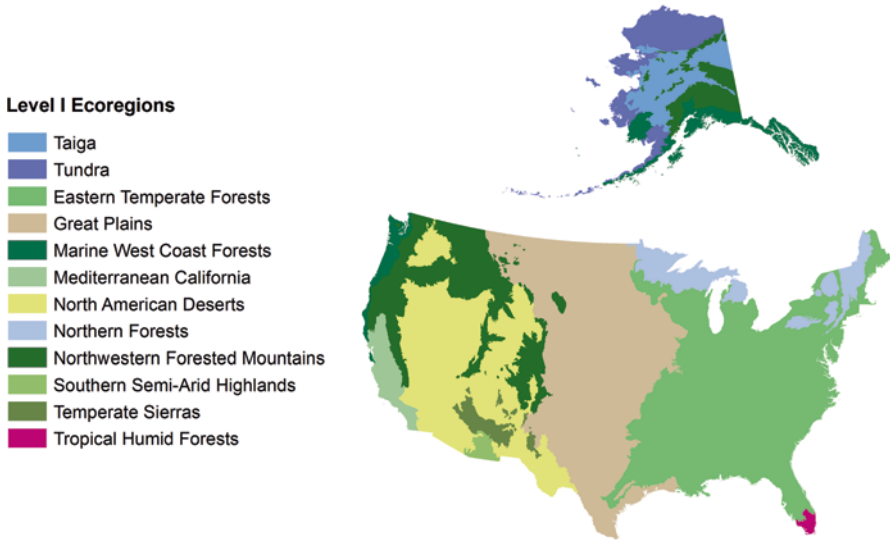 Level I Ecoregions
Taiga
Tundra
Eastern Temperate Forests
Great Plains
Marine West Coast Forests
Mediterranean California
North American Deserts
Northern Forests
Northwestern Forested Mountains
Southern Semi-Arid Highlands
Temperate Sierras
Tropical Humid Forests